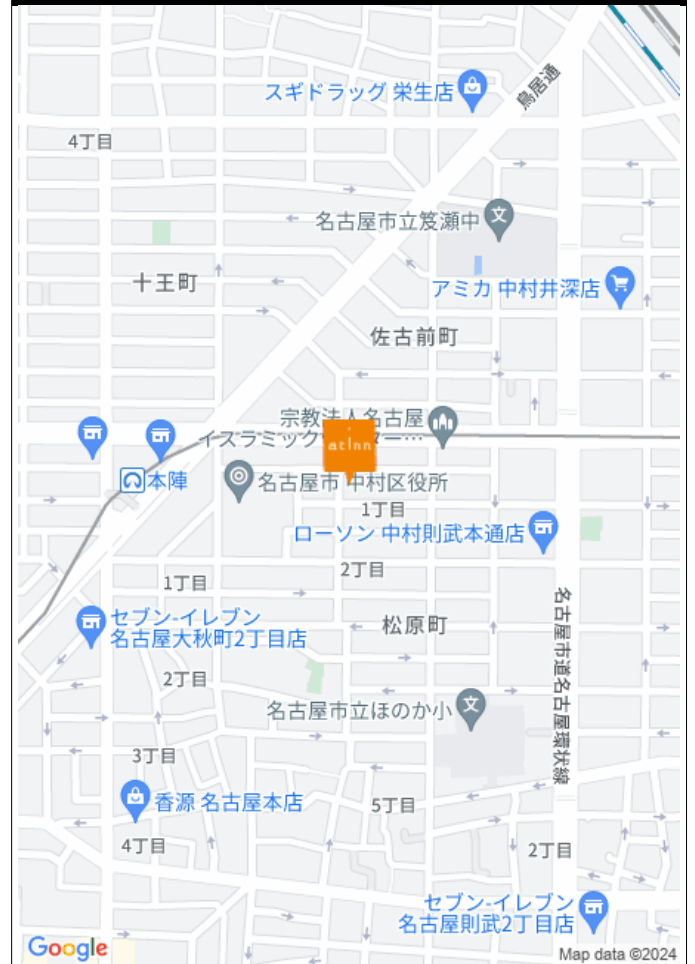 スギドラッグ 栄生店
鳥居通
4丁目
名古屋市立笈瀬中
十王町
アミカ 中村井深店
佐古前町
宗教法人名古屋
イスラミック
ター…
atinn
本陣
名古屋市 中村区役所
1丁目
ローソン 中村則武本通店
2丁目
1丁目
セブン-イレブン
名古屋大秋町2丁目店
松原町
名古屋市道名古屋環状線
2丁目
名古屋市立ほのか小
3丁目
香源 名古屋本店
5丁目
4丁目
2丁目
セブン-イレブン
名古屋則武2丁目店
Google
Map data ©2024